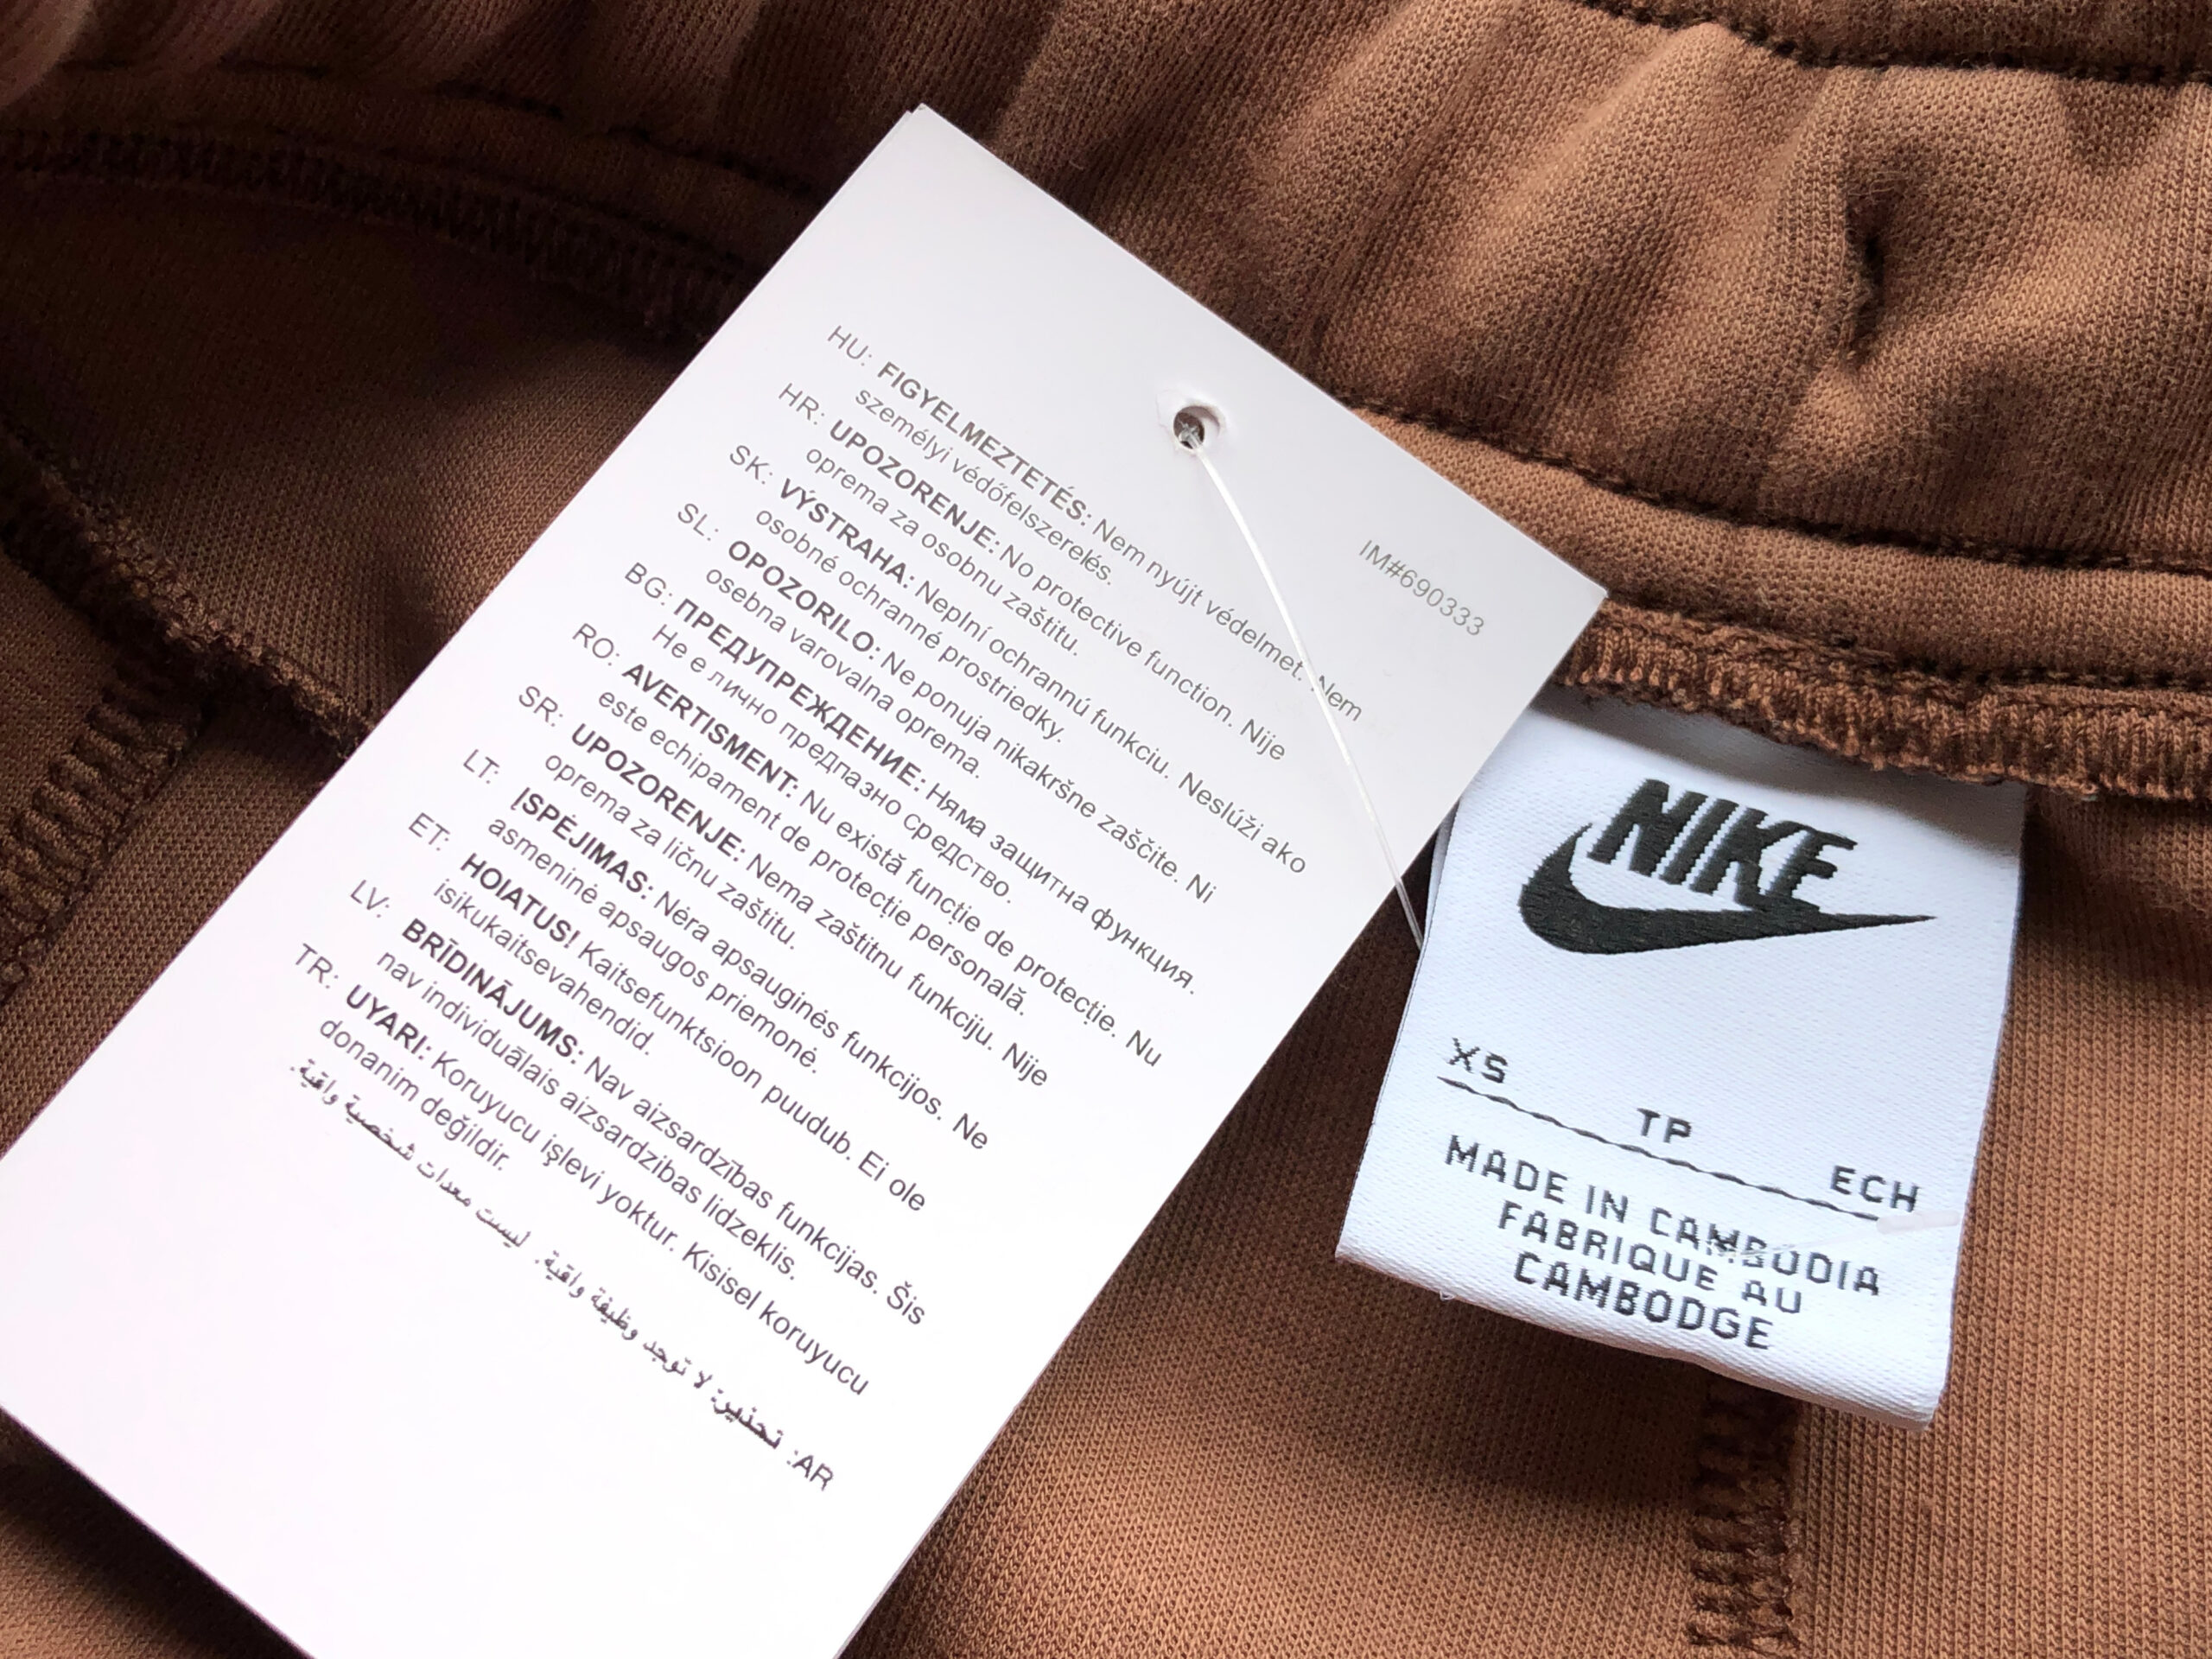 IM#690333
HU: FIGYELMEZTETÉS: Nem nyújt védelmet. Nem
személyi védőfelszerelés.
HR: UPOZORENJE: No protective function. Nije
oprema za osobnu zaštitu.
SK: VÝSTRAHA: Neplní ochrannú funkciu. Neslúži ako
osobné ochranné prostriedky.
SL: OPOZORILO: Ne ponuja nikakršne zaščite. Ni
osebna varovalna oprema.
BG: ПРЕДУПРЕЖДЕНИЕ: Няма защитна функция.
Не е лично предпазно средство.
RO: AVERTISMENT: Nu există funcție de protecție. Nu
este echipament de protecție personală.
SR: UPOZORENJE: Nema zaštitnu funkciju. Nije
oprema za ličnu zaštitu.
LT: ĮSPĖJIMAS: Nėra apsauginės funkcijos. Ne
asmeninė apsaugos priemonė.
ET: HOIATUS! Kaitsefunktsioon puudub. Ei ole
isikukaitsevahendid.
LV: BRĪDINĀJUMS: Nav aizsardzības funkcijas. Šis
nav individuālais aizsardzības lidzeklis.
TR: UYARI: Koruyucu işlevi yoktur. Kisisel koruyucu
donanim değildir.
AR: تحذير: لا توجد وظيفة واقية. ليست معدات شخصية واقية.
NIKE
XS
TP
ECH
MADE IN CAMBODIA
FABRIQUE AU
CAMBODGE